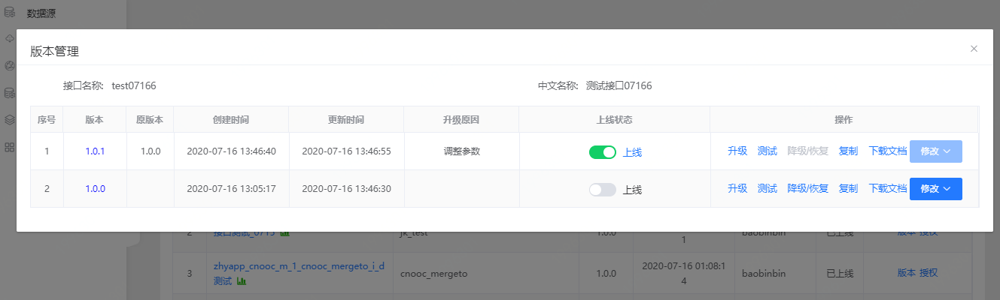 数据源
版本管理
接口名称: test07166 中文名称: 测试接口07166
序号 版本 原版本 创建时间 更新时间 升级原因 上线状态 操作
1 1.0.1 1.0.0 2020-07-16 13:46:40 2020-07-16 13:46:55 调整参数 上线 升级 测试 降级/恢复 复制 下载文档 修改
2 1.0.0 2020-07-16 13:05:17 2020-07-16 13:46:30 上线 升级 测试 降级/恢复 复制 下载文档 修改
2 接口测试_0715 jk_test 1.0.0 1 baobinbin 已上线 版本 授权
zhyapp_cnooc_m_1_cnooc_mergeto_i_d 2020-07-16 01:08:1
3 测试 cnooc_mergeto 1.0.0 4 baobinbin 已上线 版本 授权